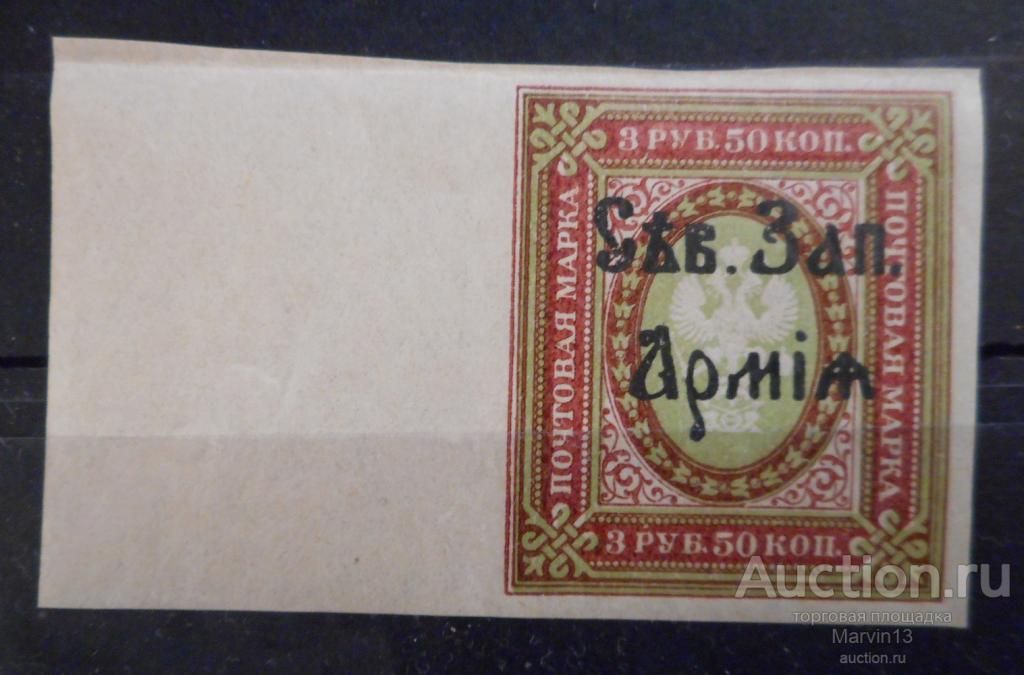 3 РУБ. 50 КОП.
ПОЧТОВАЯ МАРКА
ПОЧТОВАЯ МАРКА
Сѣв. Зап.
Армія
3 РУБ. 50 КОП.
Auction.ru
торговая площадка
Marvin13
auction.ru